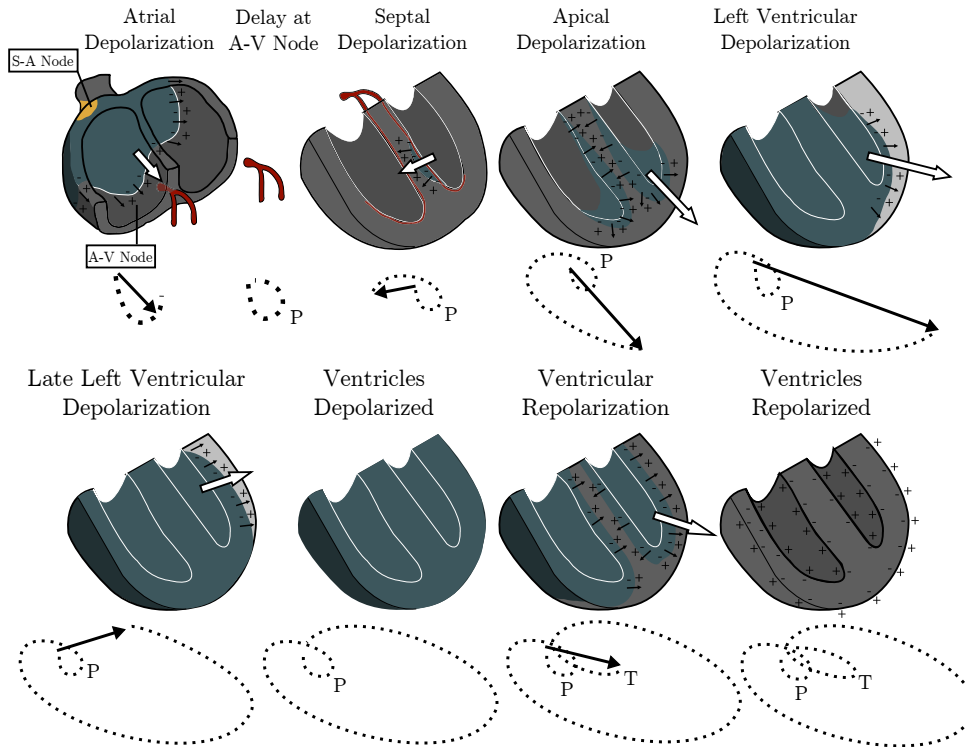 Atrial
Depolarization
Delay at
A-V Node
Septal
Depolarization
Apical
Depolarization
Left Ventricular
Depolarization
S-A Node
A-V Node
P
P
P
P
Late Left Ventricular
Depolarization
Ventricles
Depolarized
Ventricular
Repolarization
Ventricles
Repolarized
P
P
P
T
P
T